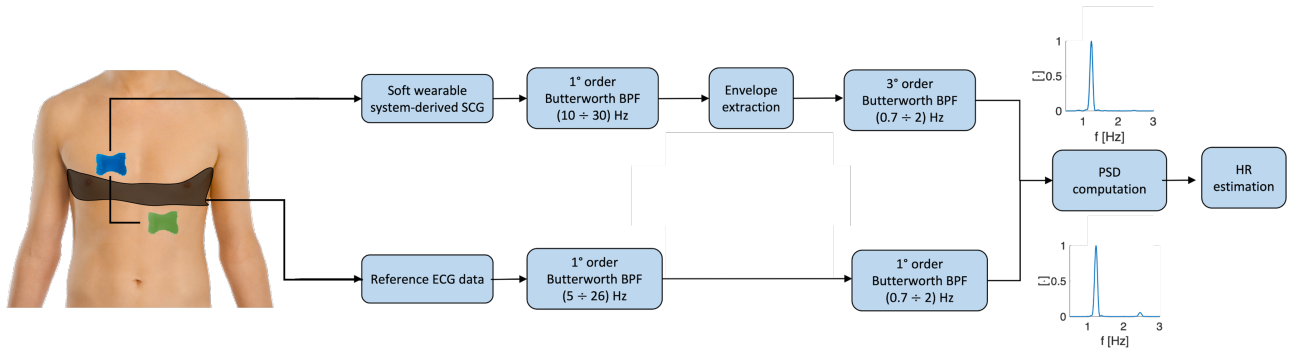 Soft wearable
system-derived SCG
1° order
Butterworth BPF
(10 ÷ 30) Hz
Envelope
extraction
3° order
Butterworth BPF
(0.7 ÷ 2) Hz
1
[-]
0.5
0
1 2 3
f [Hz]
PSD
computation
HR
estimation
Reference ECG data
1° order
Butterworth BPF
(5 ÷ 26) Hz
1° order
Butterworth BPF
(0.7 ÷ 2) Hz
1
[-]
0.5
0
1 2 3
f [Hz]